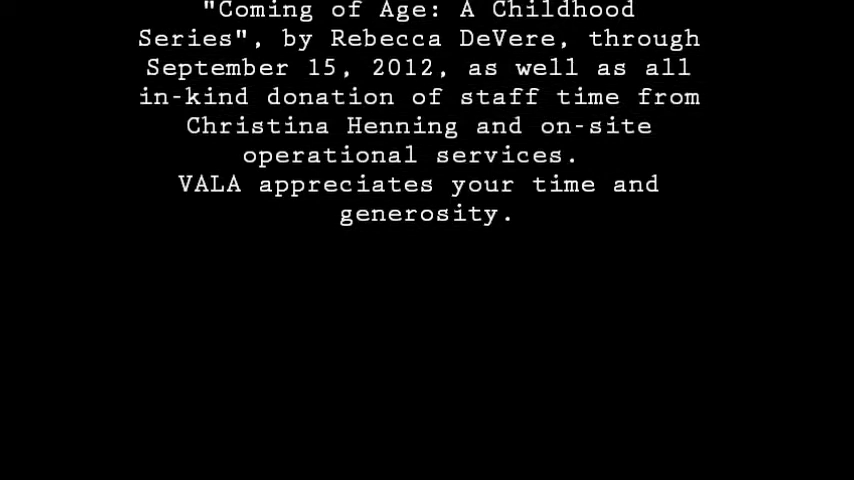 "Coming of Age: A Childhood
Series", by Rebecca DeVere, through
September 15, 2012, as well as all
in-kind donation of staff time from
Christina Henning and on-site
operational services.
VALA appreciates your time and
generosity.